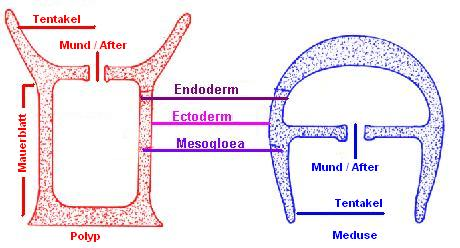 Tentakel
Mund / After
Mauerblatt
Polyp
Endoderm
Ectoderm
Mesogloea
Mund / After
Tentakel
Meduse